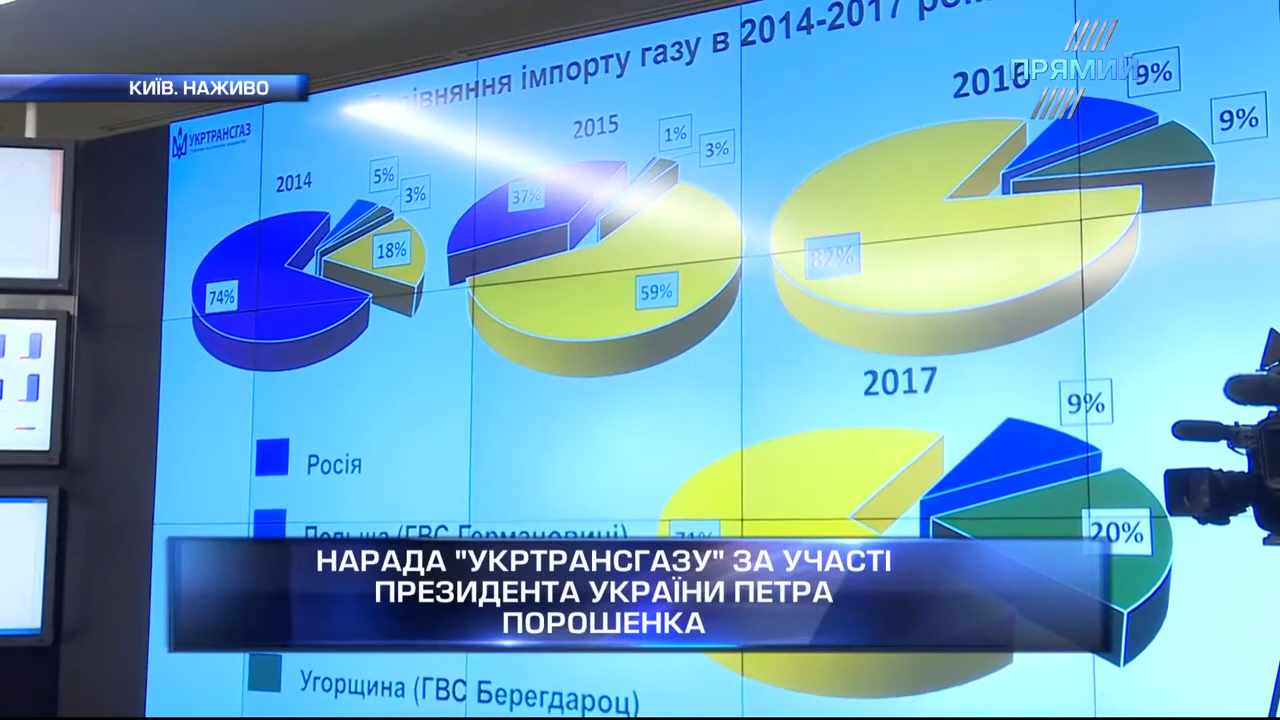 імпорту газу в 2014-2017
КИЇВ. НАЖИВО
ПРЯМИЙ
УКРТРАНСГАЗ
2014
5%
3%
18%
74%
2015
1%
3%
37%
59%
2016
9%
9%
82%
2017
9%
20%
71%
Росія
Польща (ГВС Германовичі)
НАРАДА "УКРТРАНСГАЗУ" ЗА УЧАСТІ
ПРЕЗИДЕНТА УКРАЇНИ ПЕТРА
ПОРОШЕНКА
Угорщина (ГВС Берегдароц)